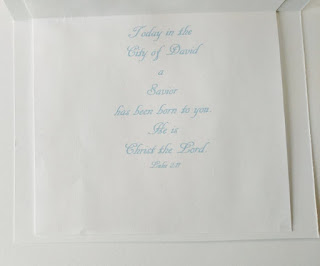 Today in the
City of David
a
Savior
has been born to you.
He is
Christ the Lord.
Luke 2:11